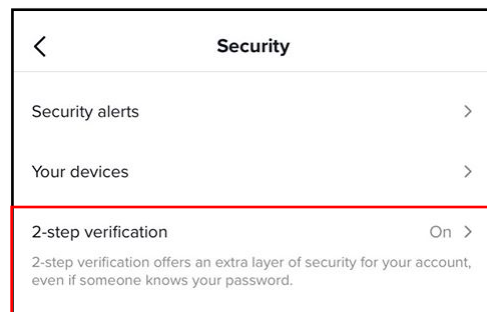 Security
Security alerts
Your devices
2-step verification On
2-step verification offers an extra layer of security for your account,
even if someone knows your password.